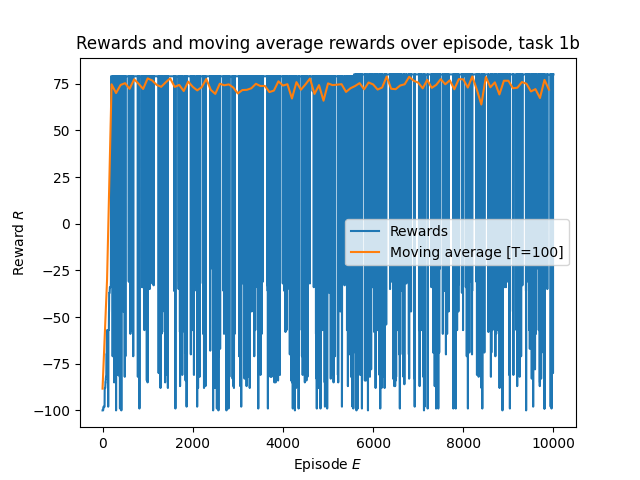 Rewards and moving average rewards over episode, task 1b
Reward R
75
50
25
0
−25
−50
−75
−100
Rewards
Moving average [T=100]
0 2000 4000 6000 8000 10000
Episode E